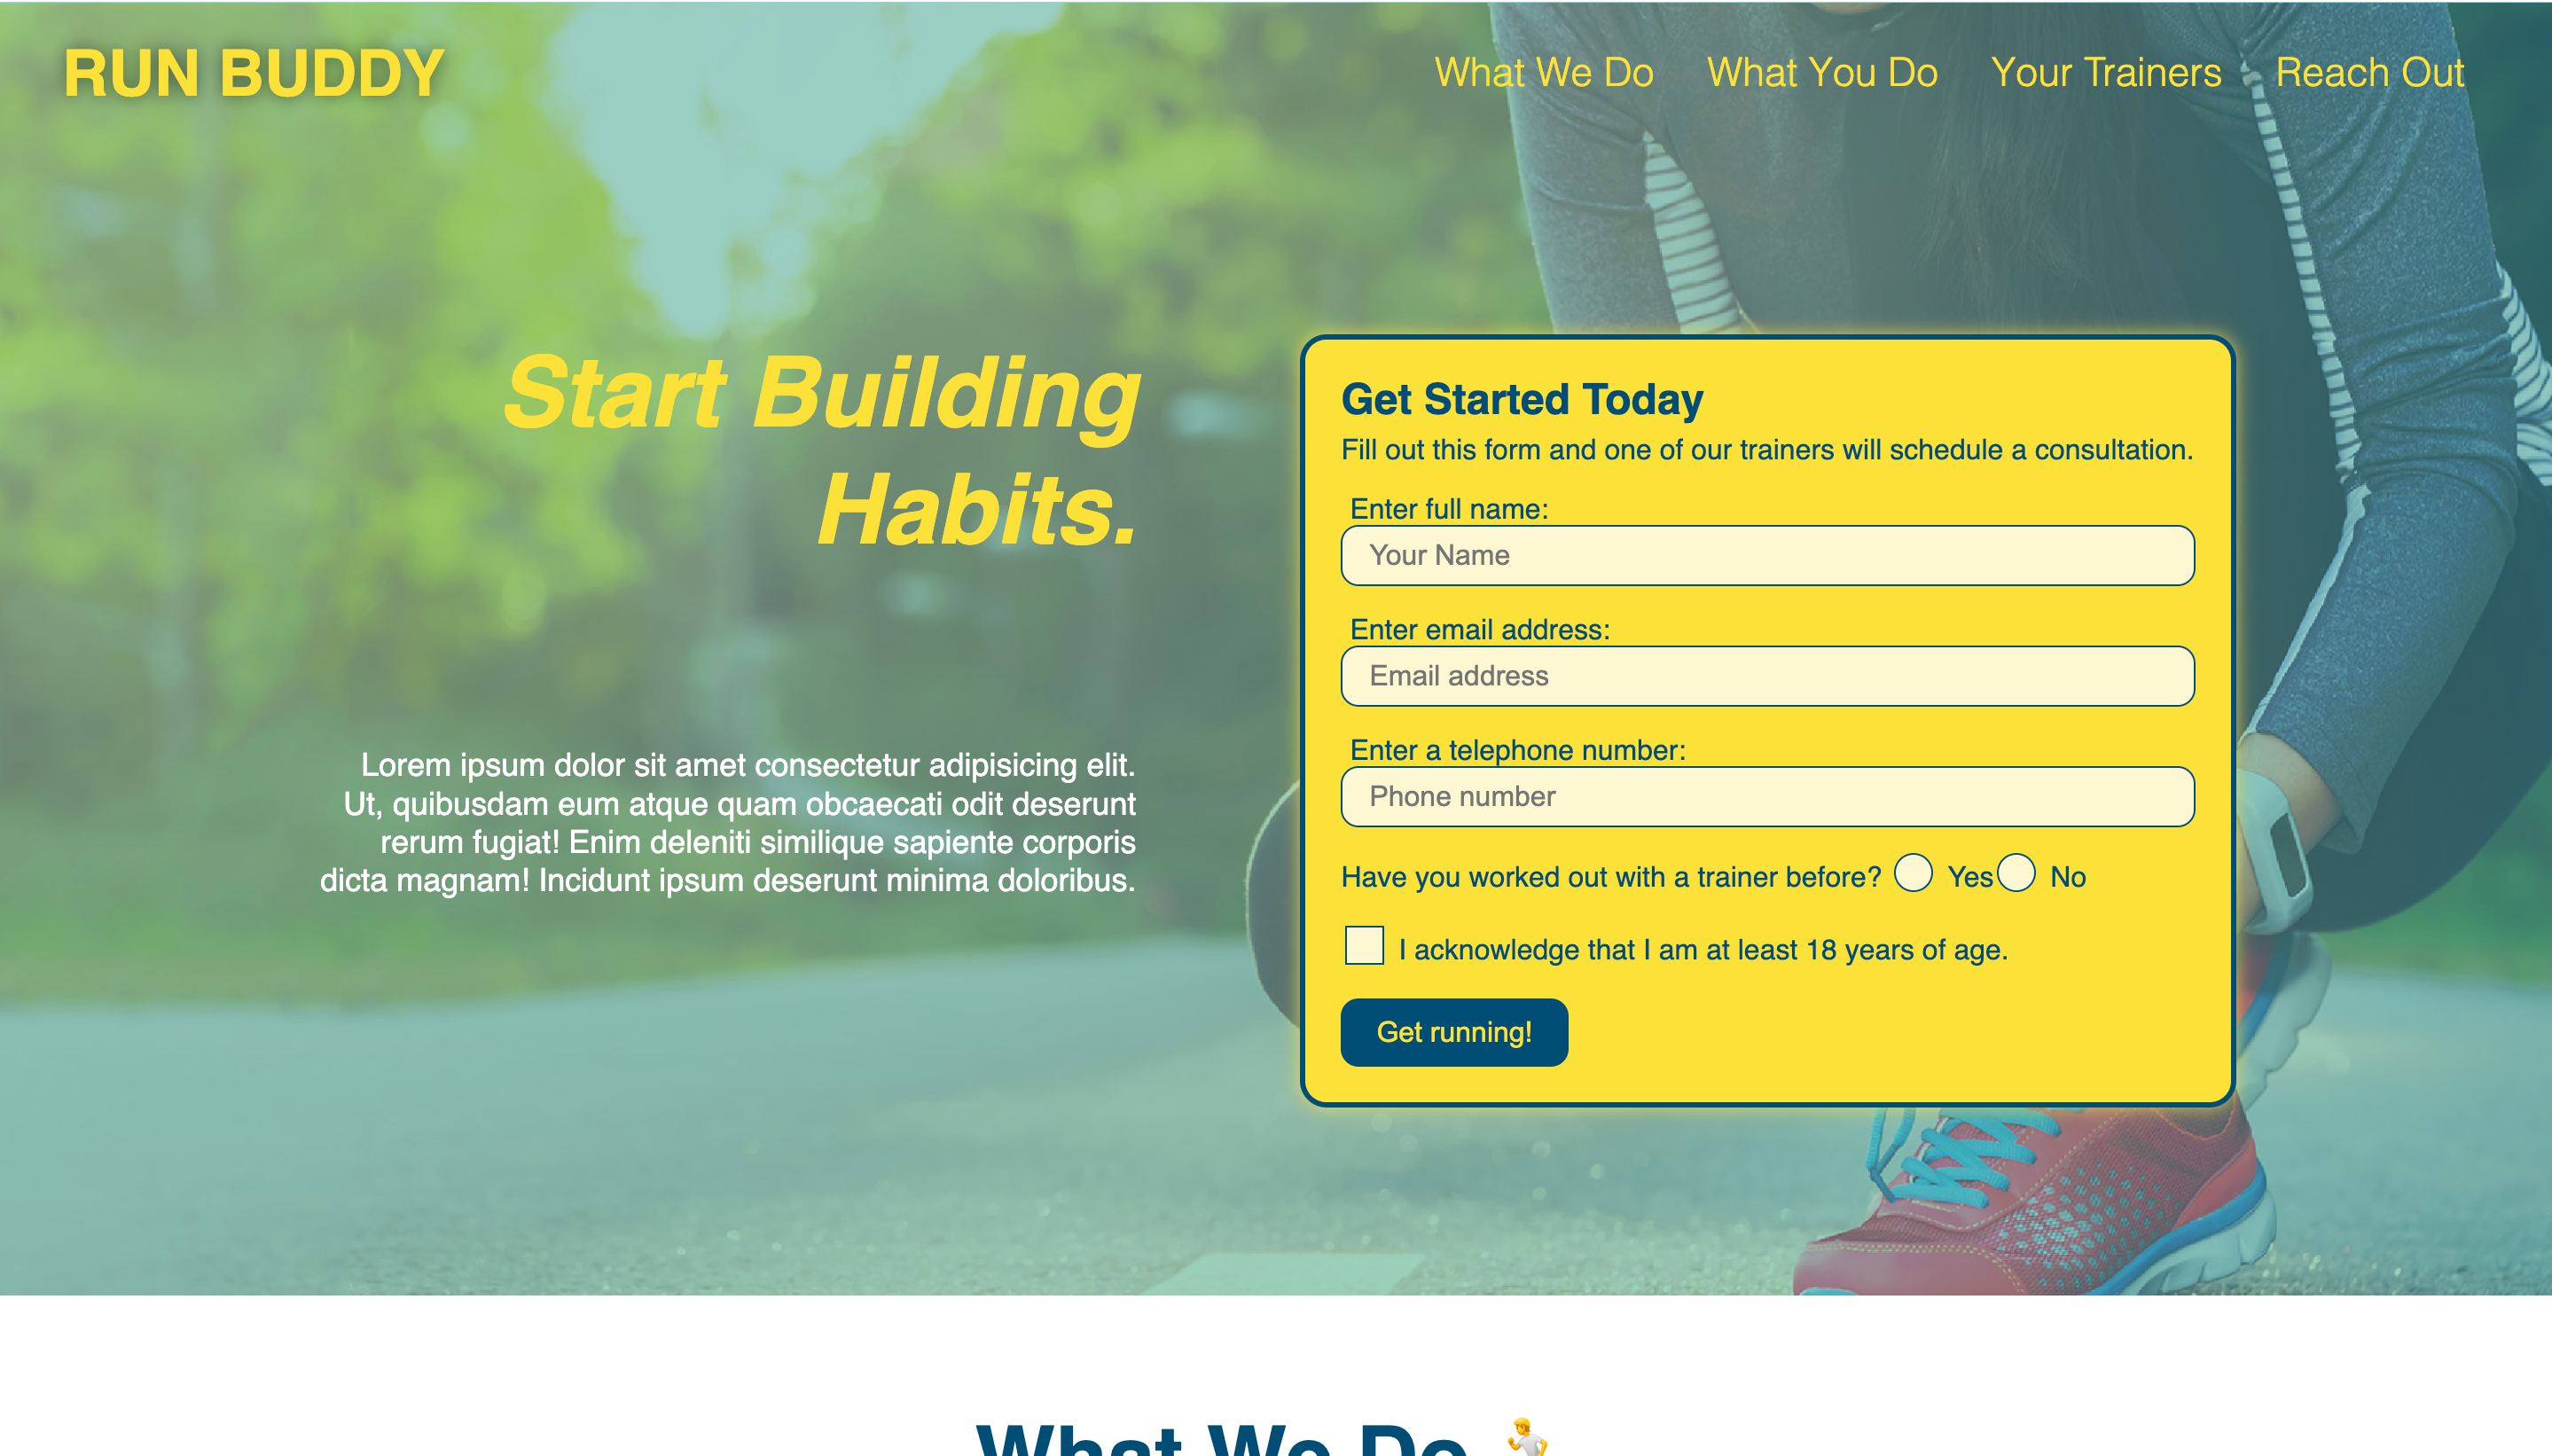 RUN BUDDY
What We Do What You Do Your Trainers Reach Out
Start Building
Habits.
Lorem ipsum dolor sit amet consectetur adipisicing elit.
Ut, quibusdam eum atque quam obcaecati odit deserunt
rerum fugiat! Enim deleniti similique sapiente corporis
dicta magnam! Incidunt ipsum deserunt minima doloribus.
Get Started Today
Fill out this form and one of our trainers will schedule a consultation.
Enter full name:
Your Name
Enter email address:
Email address
Enter a telephone number:
Phone number
Have you worked out with a trainer before? Yes No
I acknowledge that I am at least 18 years of age.
Get running!
What We Do 🏃